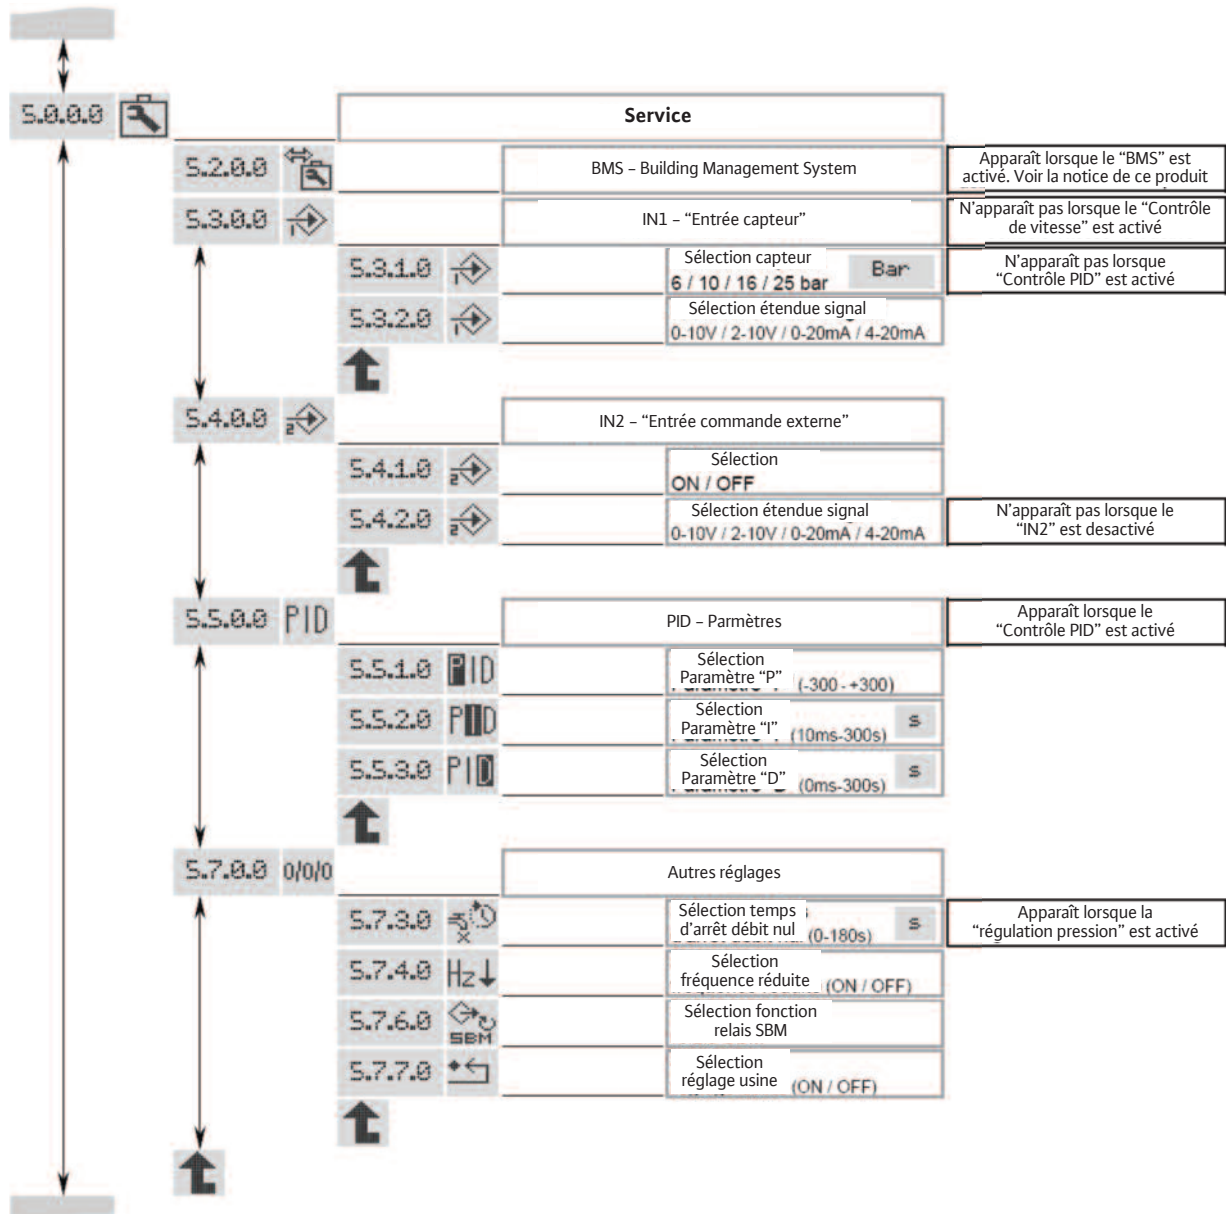 5.0.0.0
Service
5.2.0.0
BMS – Building Management System
Apparaît lorsque le “BMS” est
activé. Voir la notice de ce produit
5.3.0.0
1
IN1 – “Entrée capteur”
N’apparaît pas lorsque le “Contrôle
de vitesse” est activé
5.3.1.0
1
Sélection capteur
6 / 10 / 16 / 25 bar
Bar
N’apparaît pas lorsque
“Contrôle PID” est activé
5.3.2.0
1
Sélection étendue signal
0-10V / 2-10V / 0-20mA / 4-20mA
5.4.0.0
2
IN2 – “Entrée commande externe”
5.4.1.0
2
Sélection
ON / OFF
5.4.2.0
2
Sélection étendue signal
0-10V / 2-10V / 0-20mA / 4-20mA
N’apparaît pas lorsque le
“IN2” est desactivé
5.5.0.0 PID
PID – Parmètres
Apparaît lorsque le
“Contrôle PID” est activé
5.5.1.0 PID
Sélection
Paramètre “P” (-300 - +300)
5.5.2.0 PID
Sélection
Paramètre “I” (10ms-300s)
s
5.5.3.0 PID
Sélection
Paramètre “D” (0ms-300s)
s
5.7.0.0 0/0/0
Autres réglages
5.7.3.0
Sélection temps
d’arrêt débit nul (0-180s)
s
Apparaît lorsque la
“régulation pression” est activé
5.7.4.0 Hz
Sélection
fréquence réduite (ON / OFF)
5.7.6.0
SBM
Sélection fonction
relais SBM
5.7.7.0
Sélection
réglage usine (ON / OFF)